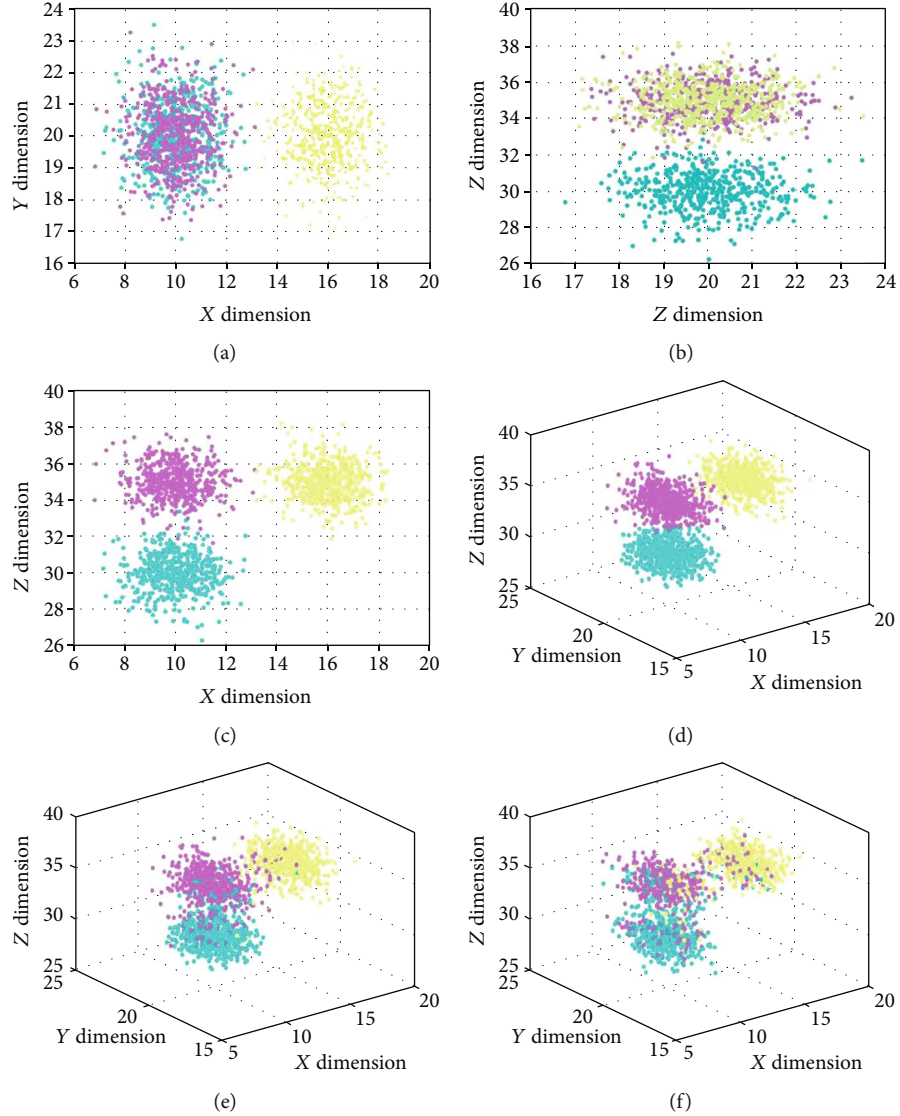 24
23
22
21
20
19
18
17
16
Y dimension
6 8 10 12 14 16 18 20
X dimension
(a)
40
38
36
34
32
30
28
26
Z dimension
16 17 18 19 20 21 22 23 24
Z dimension
(b)
40
38
36
34
32
30
28
26
Z dimension
6 8 10 12 14 16 18 20
X dimension
(c)
40
35
30
25
Z dimension
25
20
15
Y dimension
5
10
15
20
X dimension
(d)
40
35
30
25
Z dimension
25
20
15
Y dimension
5
10
15
20
X dimension
(e)
40
35
30
25
Z dimension
25
20
15
Y dimension
5
10
15
20
X dimension
(f)